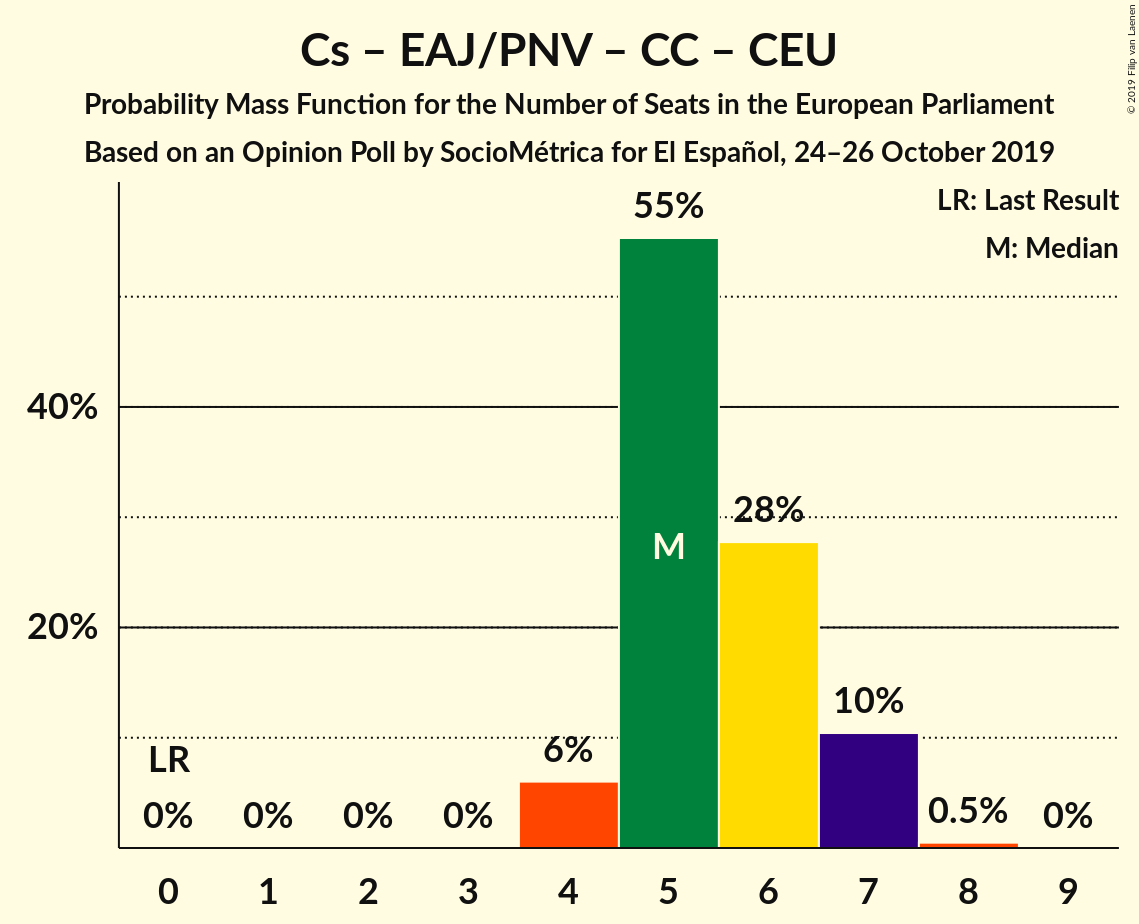 Cs – EAJ/PNV – CC – CEU
Probability Mass Function for the Number of Seats in the European Parliament
Based on an Opinion Poll by SocioMétrica for El Español, 24–26 October 2019
© 2019 Filip van Laenen
LR: Last Result
M: Median
55%
40%
28%
M
20%
10%
LR
6%
0%
0%
0%
0%
0.5%
0%
0 1 2 3 4 5 6 7 8 9